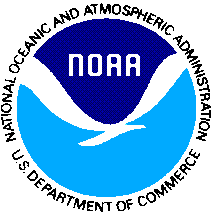 NATIONAL OCEANIC AND ATMOSPHERIC ADMINISTRATION
NOAA
U.S. DEPARTMENT OF COMMERCE